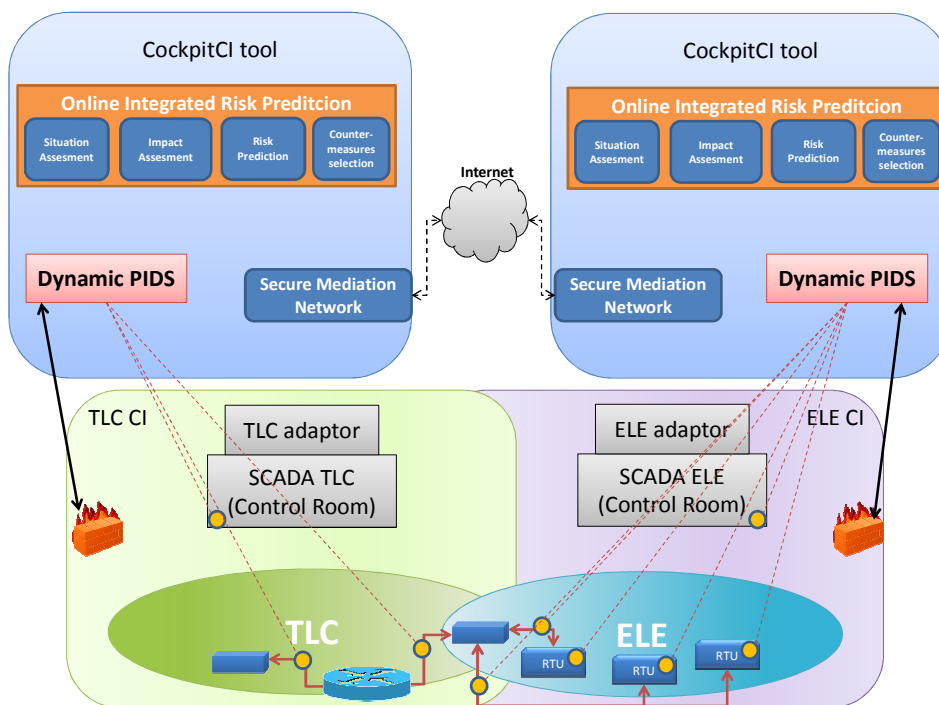 CockpitCI tool
Online Integrated Risk Preditcion
Situation
Assesment
Impact
Assesment
Risk
Prediction
Counter-
measures
selection
Dynamic PIDS
Secure Mediation
Network
Internet
CockpitCI tool
Online Integrated Risk Preditcion
Situation
Assesment
Impact
Assesment
Risk
Prediction
Counter-
measures
selection
Secure Mediation
Network
Dynamic PIDS
TLC CI
TLC adaptor
SCADA TLC
(Control Room)
ELE adaptor
SCADA ELE
(Control Room)
ELE CI
TLC
ELE
RTU
RTU
RTU